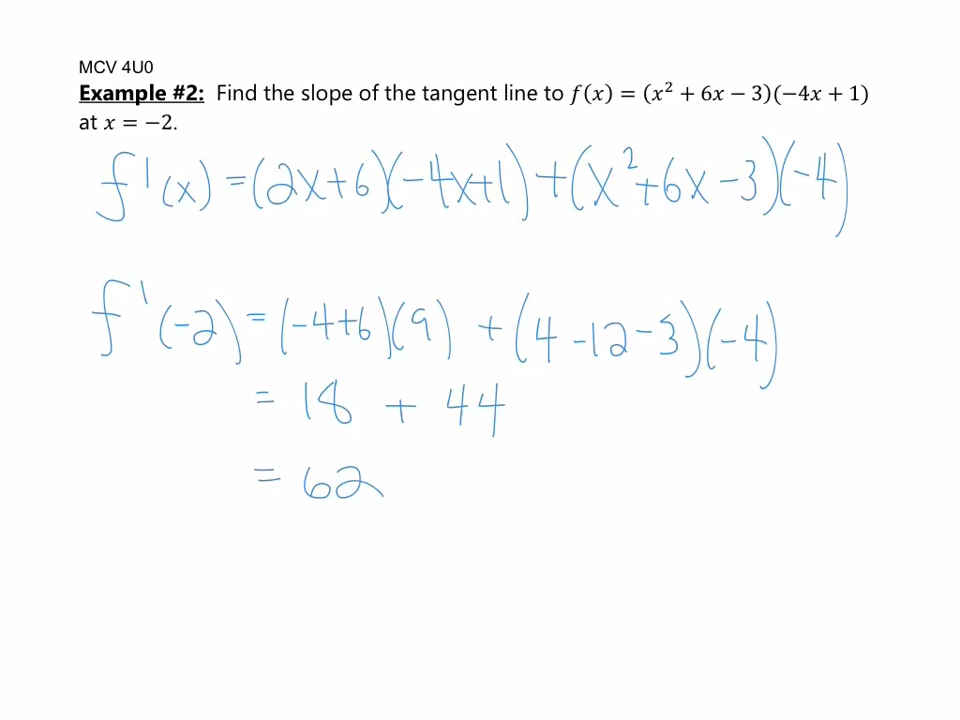 MCV 4U0
Example #2: Find the slope of the tangent line to f(x) = (x² + 6x − 3)(−4x + 1)
at x = −2.
f'(x) = (2x+6)(-4x+1) + (x²+6x-3)(-4)
f'(-2) = (-4+6)(9) + (4-12-3)(-4)
= 18 + 44
= 62